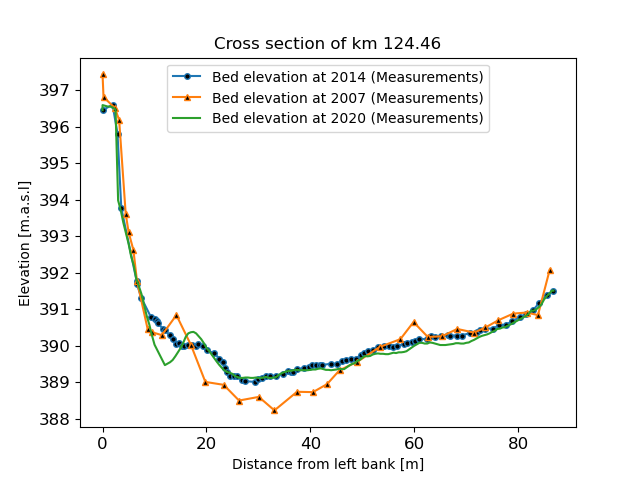 Cross section of km 124.46
Bed elevation at 2014 (Measurements)
Bed elevation at 2007 (Measurements)
Bed elevation at 2020 (Measurements)
397
396
395
394
393
392
391
390
389
388
Elevation [m.a.s.l]
0 20 40 60 80
Distance from left bank [m]